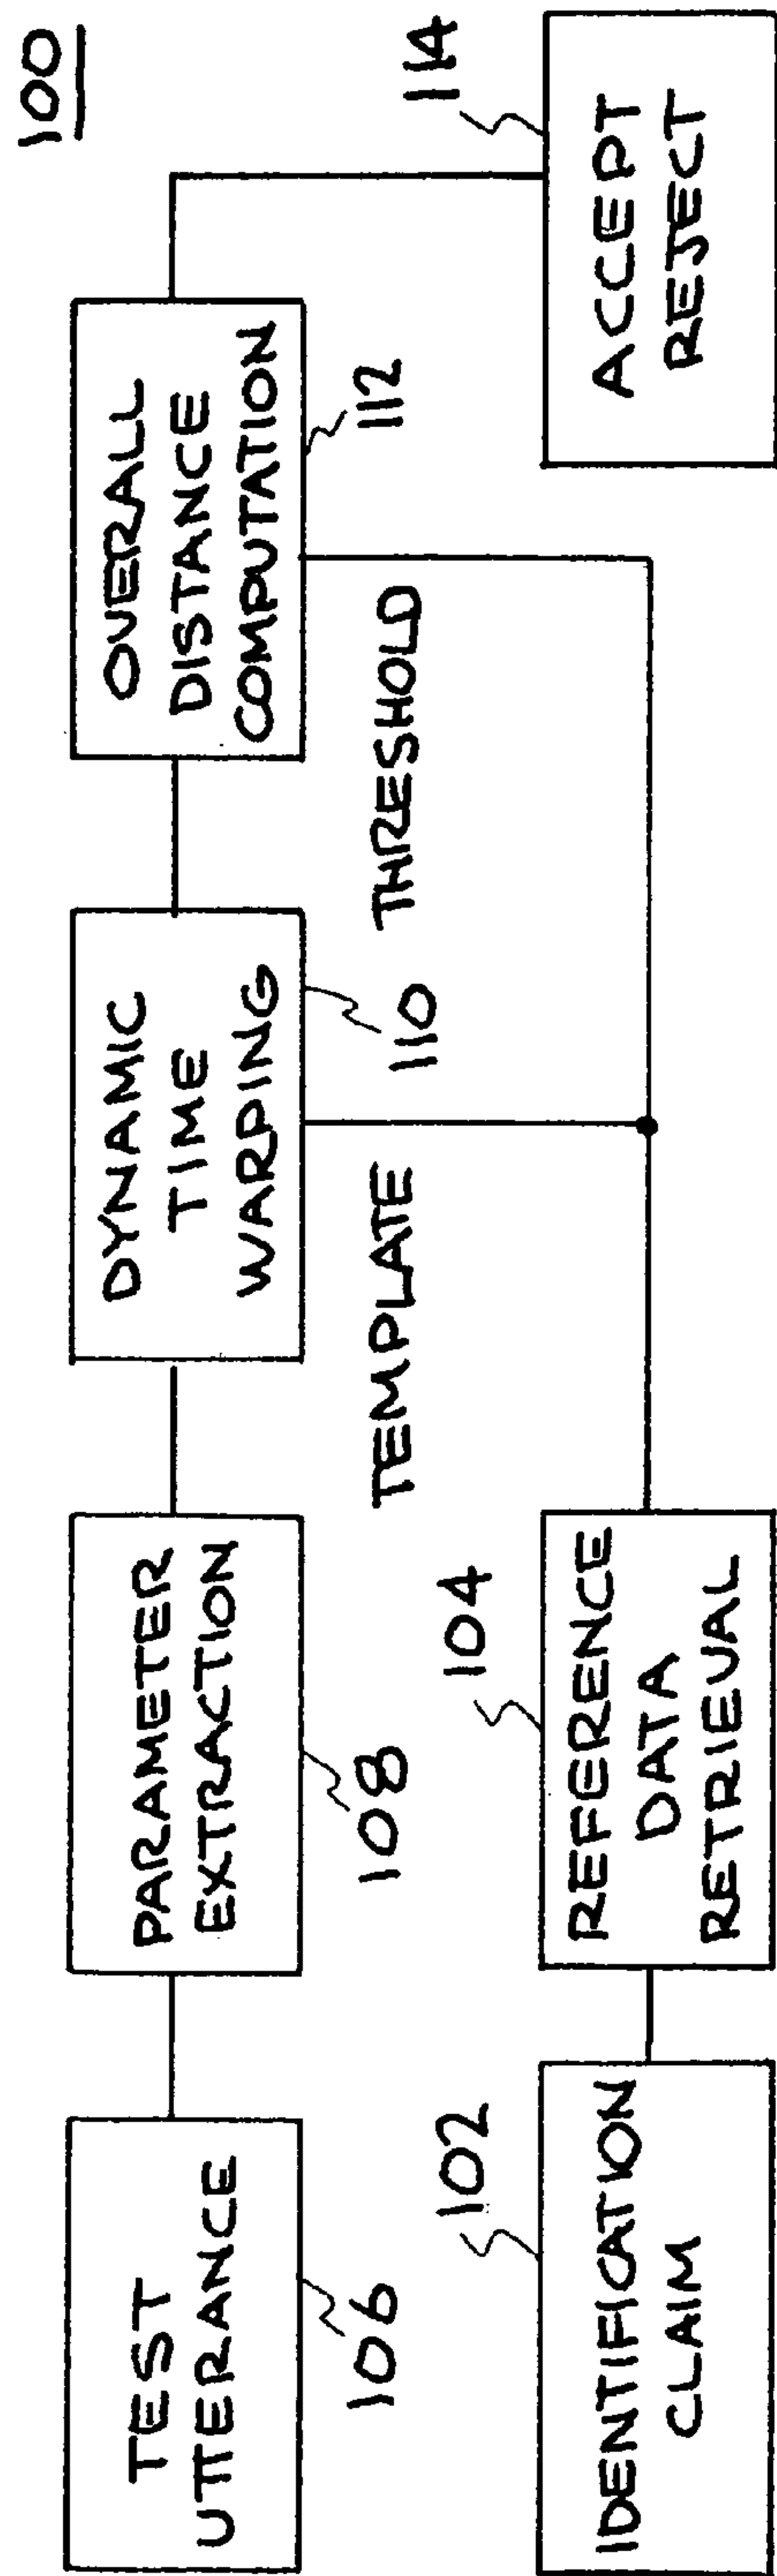 100
TEST
UTTERANCE
106
PARAMETER
EXTRACTION
108
DYNAMIC
TIME
WARPING
110
OVERALL
DISTANCE
COMPUTATION
112
TEMPLATE
THRESHOLD
IDENTIFICATION
CLAIM
102
REFERENCE
DATA
RETRIEVAL
104
ACCEPT
REJECT
114